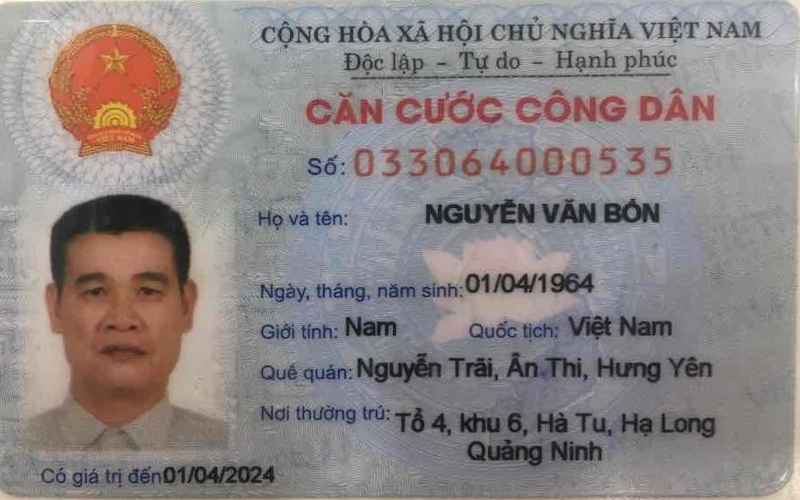 CỘNG HÒA XÃ HỘI CHỦ NGHĨA VIỆT NAM
Độc lập – Tự do – Hạnh phúc
CĂN CƯỚC CÔNG DÂN
Số: 033064000535
Họ và tên: NGUYỄN VĂN BỐN
Ngày, tháng, năm sinh: 01/04/1964
Giới tính: Nam Quốc tịch: Việt Nam
Quê quán: Nguyễn Trãi, Ân Thi, Hưng Yên
Nơi thường trú: Tổ 4, khu 6, Hà Tu, Hạ Long
Quảng Ninh
Có giá trị đến 01/04/2024